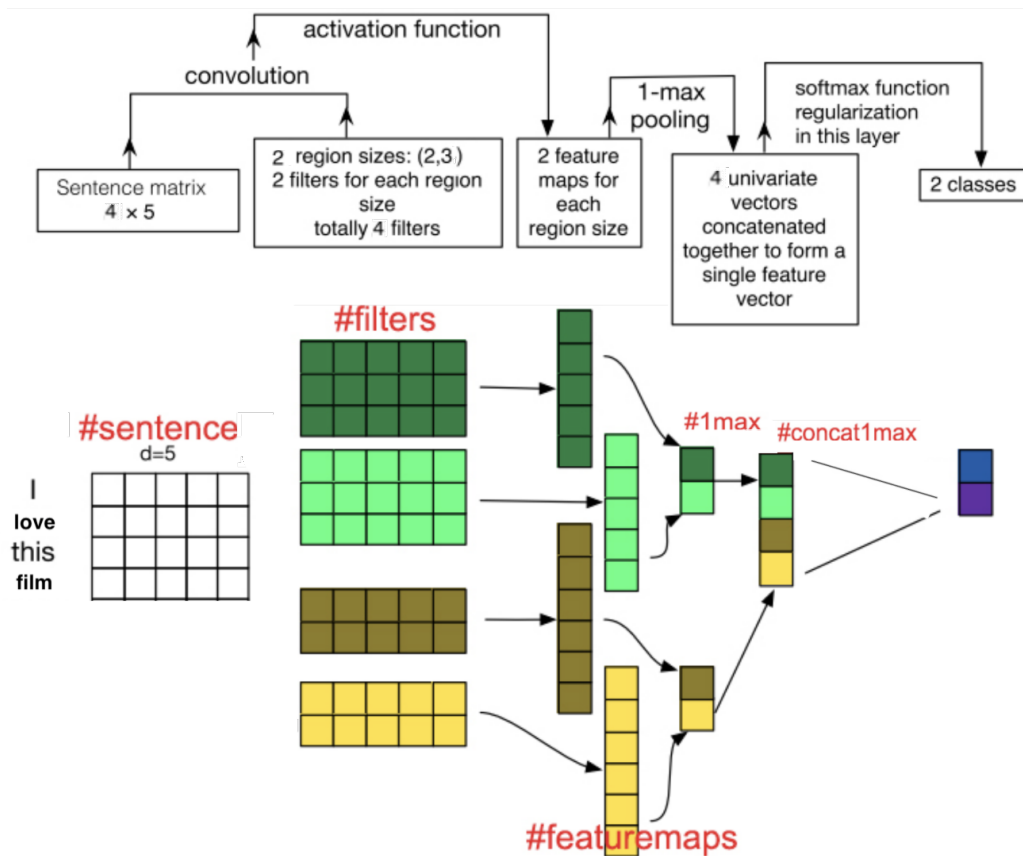 activation function
convolution
1-max
pooling
softmax function
regularization
in this layer
Sentence matrix
4 × 5
2 region sizes: (2,3)
2 filters for each region
size
totally 4 filters
2 feature
maps for
each
region size
4 univariate
vectors
concatenated
together to form a
single feature
vector
2 classes
#filters
#sentence
d=5
I
love
this
film
#1max
#concat1max
#featuremaps